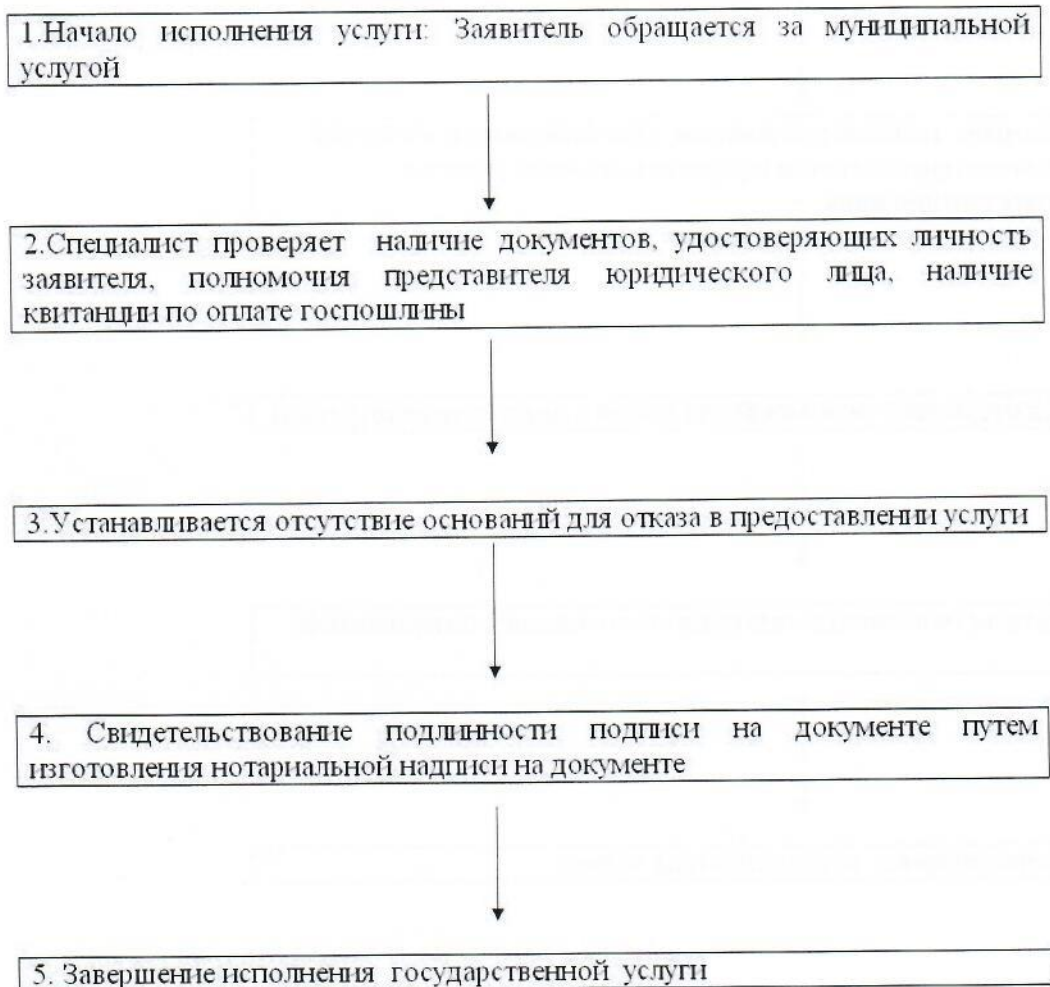 1.Начало исполнения услуги: Заявитель обращается за муниципальной
услугой
2.Специалист проверяет наличие документов, удостоверяющих личность
заявителя, полномочия представителя юридического лица, наличие
квитанции по оплате госпошлины
3.Устанавливается отсутствие оснований для отказа в предоставлении услуги
4. Свидетельствование подлинности подписи на документе путем
изготовления нотариальной надписи на документе
5. Завершение исполнения государственной услуги